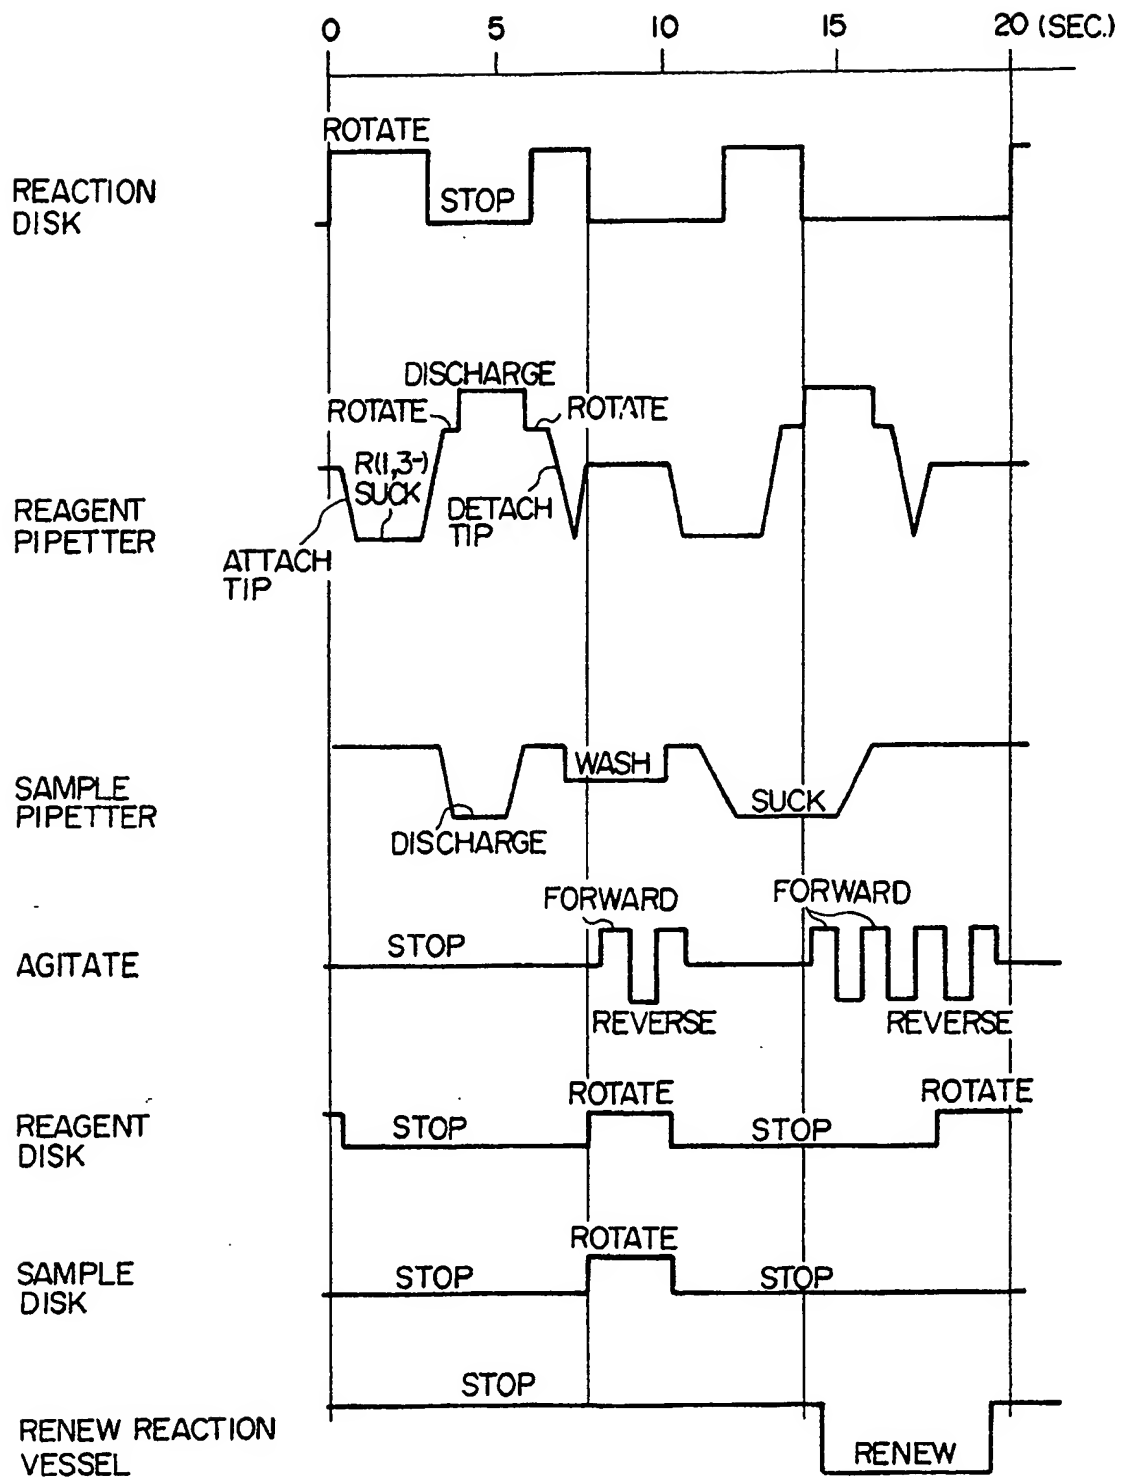 0 5 10 15 20 (SEC.)
ROTATE
REACTION
DISK
STOP
DISCHARGE
ROTATE
ROTATE
R(1,3-)
SUCK
REAGENT
PIPETTER
DETACH
TIP
ATTACH
TIP
WASH
SAMPLE
PIPETTER
SUCK
DISCHARGE
FORWARD
FORWARD
AGITATE
STOP
REVERSE
REVERSE
ROTATE
ROTATE
REAGENT
DISK
STOP
STOP
ROTATE
SAMPLE
DISK
STOP
STOP
STOP
RENEW REACTION
VESSEL
RENEW